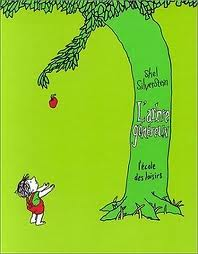 Shel
Silverstein
L'arbre
généreux
l'école
des loisirs